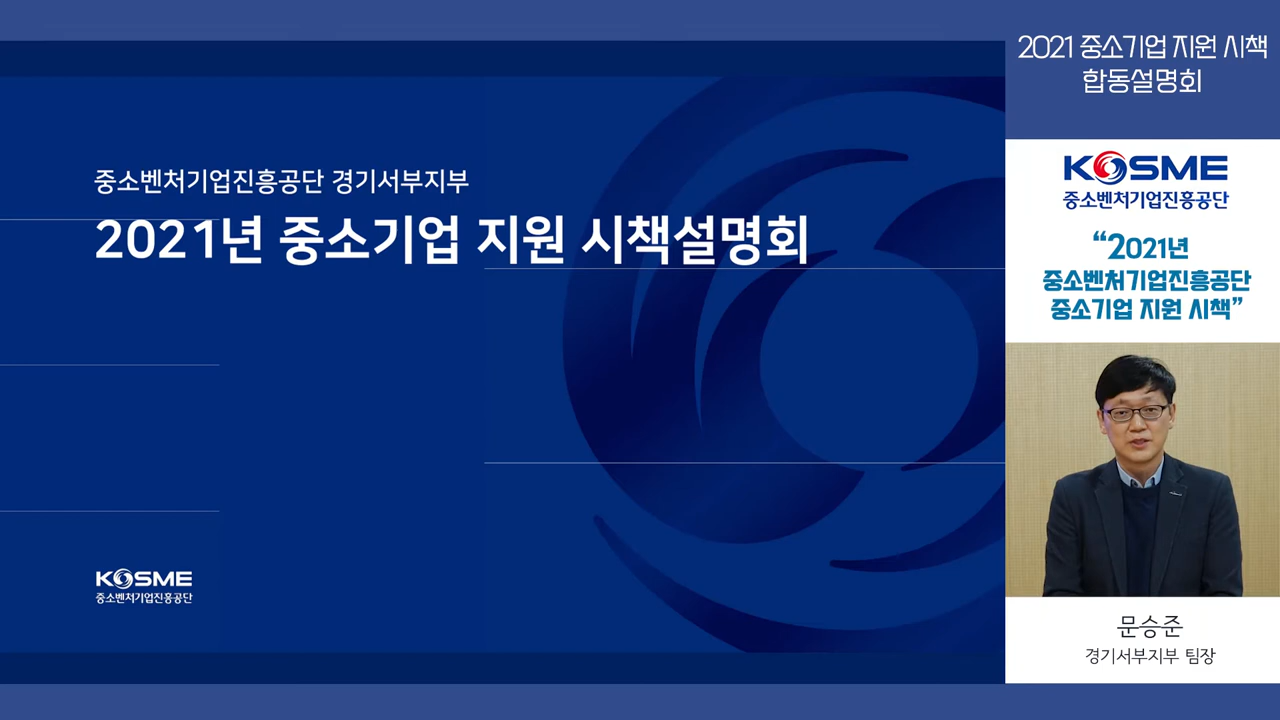 중소벤처기업진흥공단 경기서부지부
2021년 중소기업 지원 시책설명회
KOSME
중소벤처기업진흥공단
2021 중소기업 지원 시책
합동설명회
KOSME
중소벤처기업진흥공단
“2021년
중소벤처기업진흥공단
중소기업 지원 시책”
문승준
경기서부지부 팀장